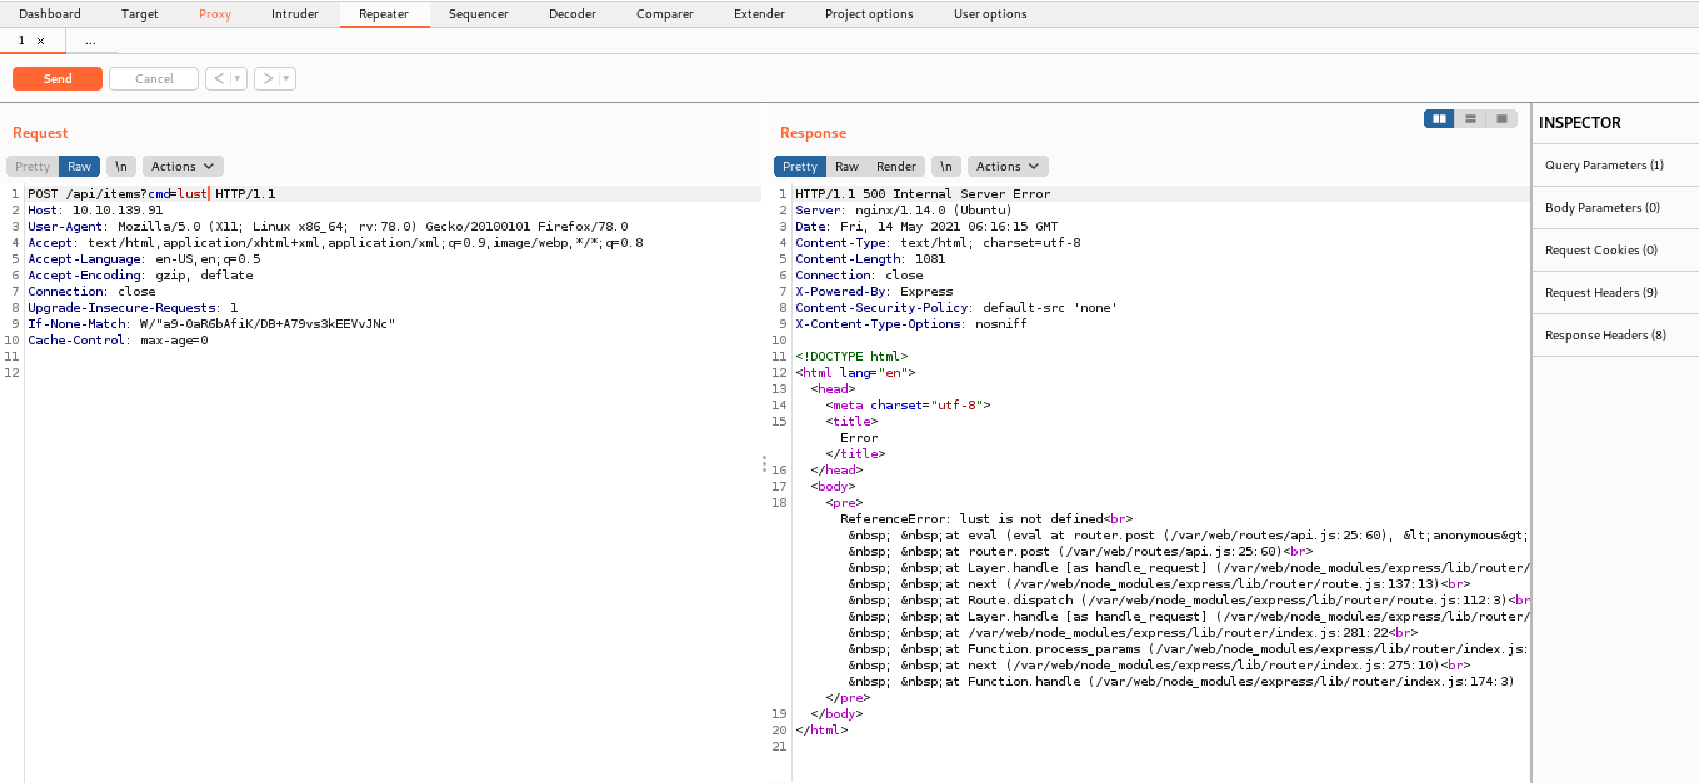 Dashboard Target Proxy Intruder Repeater Sequencer Decoder Comparer Extender Project options User options
1 x ...
Send Cancel < ▼ > ▼
Request
Pretty Raw \n Actions
1 POST /api/items?cmd=lust HTTP/1.1
2 Host: 10.10.139.91
3 User-Agent: Mozilla/5.0 (X11; Linux x86_64; rv:78.0) Gecko/20100101 Firefox/78.0
4 Accept: text/html,application/xhtml+xml,application/xml;q=0.9,image/webp,*/*;q=0.8
5 Accept-Language: en-US,en;q=0.5
6 Accept-Encoding: gzip, deflate
7 Connection: close
8 Upgrade-Insecure-Requests: 1
9 If-None-Match: W/"a9-0aR6bAfiK/DB+A79vs3kEEVvJNc"
10 Cache-Control: max-age=0
11
12
Response
Pretty Raw Render \n Actions
1 HTTP/1.1 500 Internal Server Error
2 Server: nginx/1.14.0 (Ubuntu)
3 Date: Fri, 14 May 2021 06:16:15 GMT
4 Content-Type: text/html; charset=utf-8
5 Content-Length: 1081
6 Connection: close
7 X-Powered-By: Express
8 Content-Security-Policy: default-src 'none'
9 X-Content-Type-Options: nosniff
10
11 <!DOCTYPE html>
12 <html lang="en">
13 <head>
14 <meta charset="utf-8">
15 <title>
Error
</title>
16 </head>
17 <body>
18 <pre>
ReferenceError: lust is not defined<br>
&nbsp; &nbsp;at eval (eval at router.post (/var/web/routes/api.js:25:60), &lt;anonymous&gt;
&nbsp; &nbsp;at router.post (/var/web/routes/api.js:25:60)<br>
&nbsp; &nbsp;at Layer.handle [as handle_request] (/var/web/node_modules/express/lib/router/
&nbsp; &nbsp;at next (/var/web/node_modules/express/lib/router/route.js:137:13)<br>
&nbsp; &nbsp;at Route.dispatch (/var/web/node_modules/express/lib/router/route.js:112:3)<br
&nbsp; &nbsp;at Layer.handle [as handle_request] (/var/web/node_modules/express/lib/router/
&nbsp; &nbsp;at /var/web/node_modules/express/lib/router/index.js:281:22<br>
&nbsp; &nbsp;at Function.process_params (/var/web/node_modules/express/lib/router/index.js:
&nbsp; &nbsp;at next (/var/web/node_modules/express/lib/router/index.js:275:10)<br>
&nbsp; &nbsp;at Function.handle (/var/web/node_modules/express/lib/router/index.js:174:3)
</pre>
19 </body>
20 </html>
21
INSPECTOR
Query Parameters (1)
Body Parameters (0)
Request Cookies (0)
Request Headers (9)
Response Headers (8)